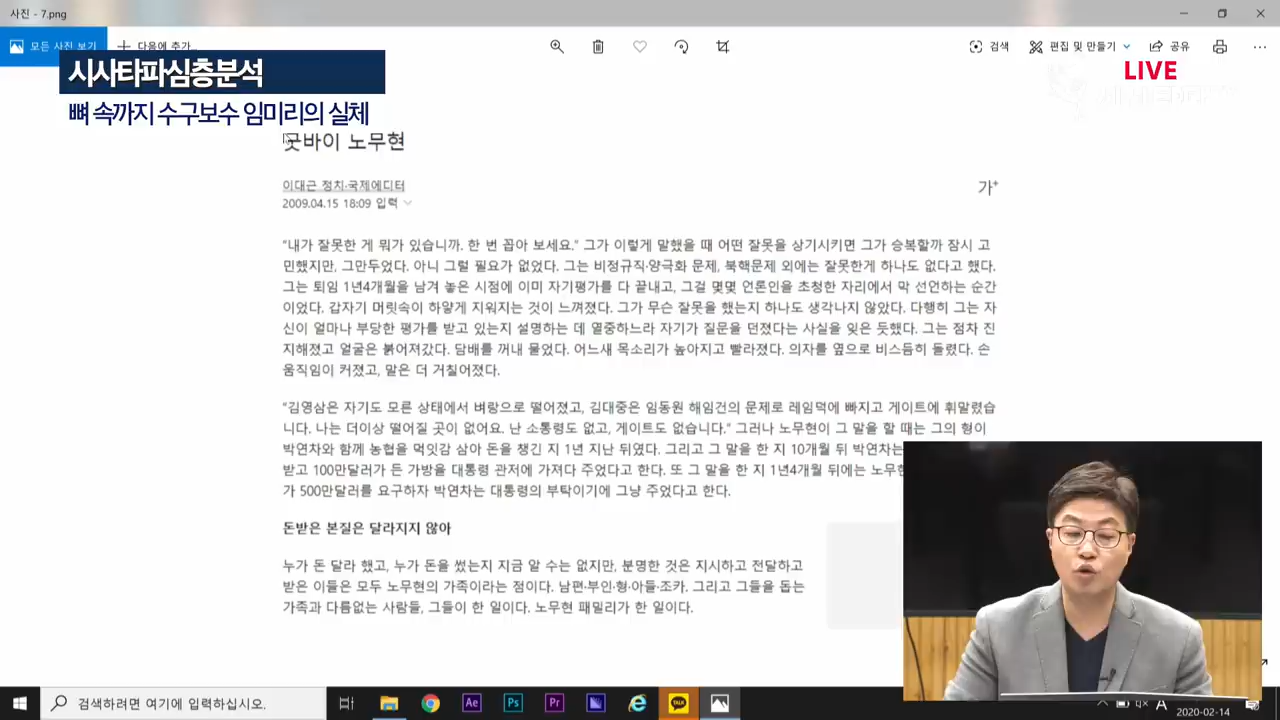 사진 - 7.png
모든 사진 보기
다음에 추가
검색
편집 및 만들기
공유
LIVE
시사타파심층분석
뼈 속까지 수구보수 임미리의 실체
굿바이 노무현
이대근 정치·국제에디터
가+
2009.04.15 18:09 입력
"내가 잘못한 게 뭐가 있습니까. 한 번 꼽아 보세요." 그가 이렇게 말했을 때 어떤 잘못을 상기시키면 그가 승복할까 잠시 고
민했지만, 그만두었다. 아니 그럴 필요가 없었다. 그는 비정규직·양극화 문제, 북핵문제 외에는 잘못한게 하나도 없다고 했다.
그는 퇴임 1년4개월을 남겨 놓은 시점에 이미 자기평가를 다 끝내고, 그걸 몇몇 언론인을 초청한 자리에서 막 선언하는 순간
이었다. 갑자기 머릿속이 하얗게 지워지는 것이 느껴졌다. 그가 무슨 잘못을 했는지 하나도 생각나지 않았다. 다행히 그는 자
신이 얼마나 부당한 평가를 받고 있는지 설명하는 데 열중하느라 자기가 질문을 던졌다는 사실을 잊은 듯했다. 그는 점차 진
지해졌고 얼굴은 붉어져갔다. 담배를 꺼내 물었다. 어느새 목소리가 높아지고 빨라졌다. 의자를 옆으로 비스듬히 돌렸다. 손
움직임이 커졌고, 말은 더 거칠어졌다.
"김영삼은 자기도 모른 상태에서 벼랑으로 떨어졌고, 김대중은 임동원 해임건의 문제로 레임덕에 빠지고 게이트에 휘말렸습
니다. 나는 더이상 떨어질 곳이 없어요. 난 소통령도 없고, 게이트도 없습니다." 그러나 노무현이 그 말을 할 때는 그의 형이
박연차와 함께 농협을 먹잇감 삼아 돈을 챙긴 지 1년 지난 뒤였다. 그리고 그 말을 한 지 10개월 뒤 박연차는
받고 100만달러가 든 가방을 대통령 관저에 가져다 주었다고 한다. 또 그 말을 한 지 1년4개월 뒤에는 노무현
가 500만달러를 요구하자 박연차는 대통령의 부탁이기에 그냥 주었다고 한다.
돈받은 본질은 달라지지 않아
누가 돈 달라 했고, 누가 돈을 썼는지 지금 알 수는 없지만, 분명한 것은 지시하고 전달하고
받은 이들은 모두 노무현의 가족이라는 점이다. 남편·부인·형·아들·조카. 그리고 그들을 돕는
가족과 다름없는 사람들, 그들이 한 일이다. 노무현 패밀리가 한 일이다.
검색하려면 여기에 입력하십시오.
Ae
Ps
Pr
TALK
A
2020-02-14